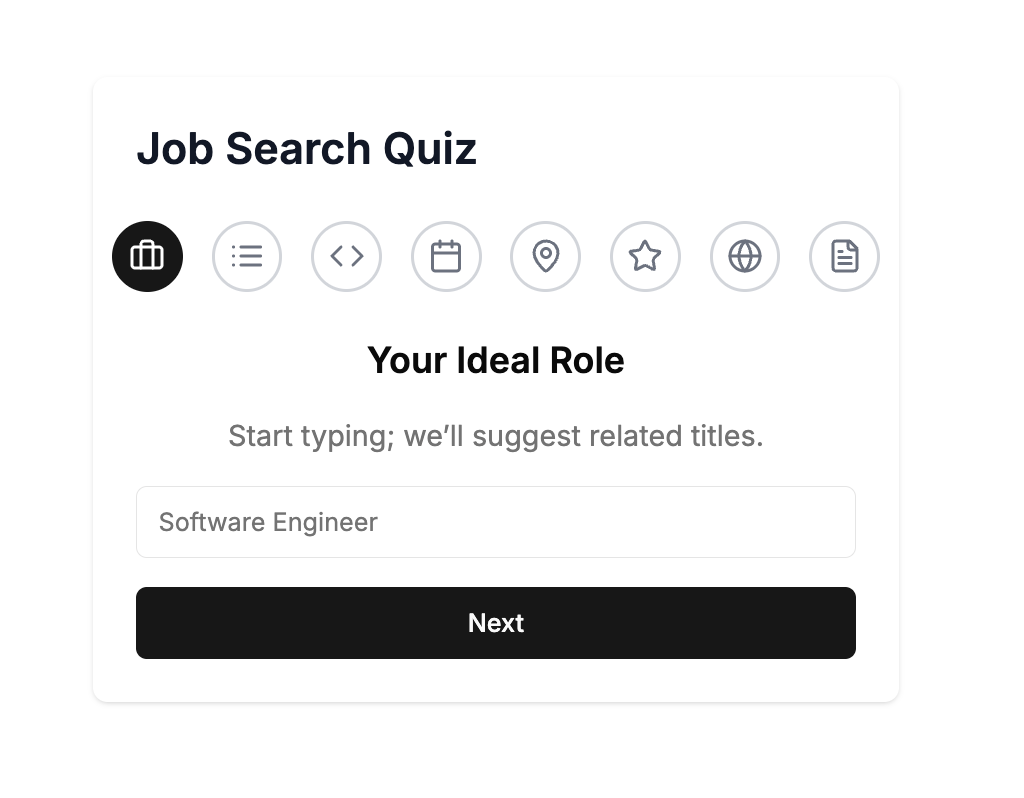 Job Search Quiz
Your Ideal Role
Start typing; we’ll suggest related titles.
Software Engineer
Next